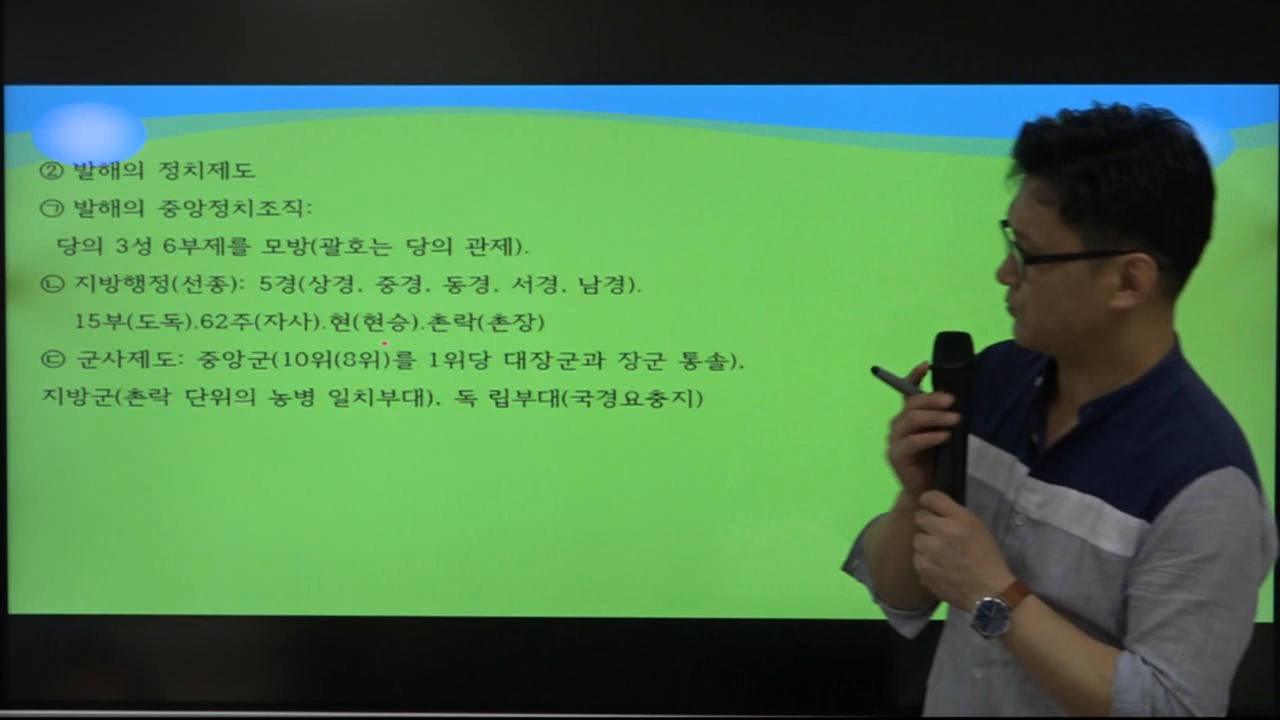 ② 발해의 정치제도
㉠ 발해의 중앙정치조직:
당의 3성 6부제를 모방(괄호는 당의 관제).
㉡ 지방행정(선종): 5경(상경, 중경, 동경, 서경, 남경).
15부(도독).62주(자사).현(현승).촌락(촌장)
㉢ 군사제도: 중앙군(10위(8위)를 1위당 대장군과 장군 통솔).
지방군(촌락 단위의 농병 일치부대), 독 립부대(국경요충지)